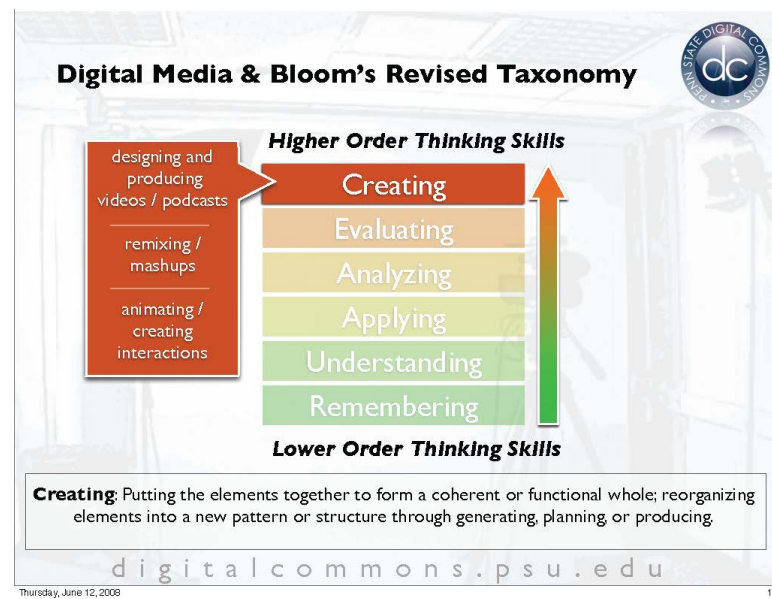 Digital Media & Bloom's Revised Taxonomy
PENN STATE DIGITAL COMMONS
dc
Higher Order Thinking Skills
designing and
producing
videos / podcasts
remixing /
mashups
animating /
creating
interactions
Creating
Evaluating
Analyzing
Applying
Understanding
Remembering
Lower Order Thinking Skills
Creating: Putting the elements together to form a coherent or functional whole; reorganizing
elements into a new pattern or structure through generating, planning, or producing.
digitalcommons.psu.edu
Thursday, June 12, 2008
1